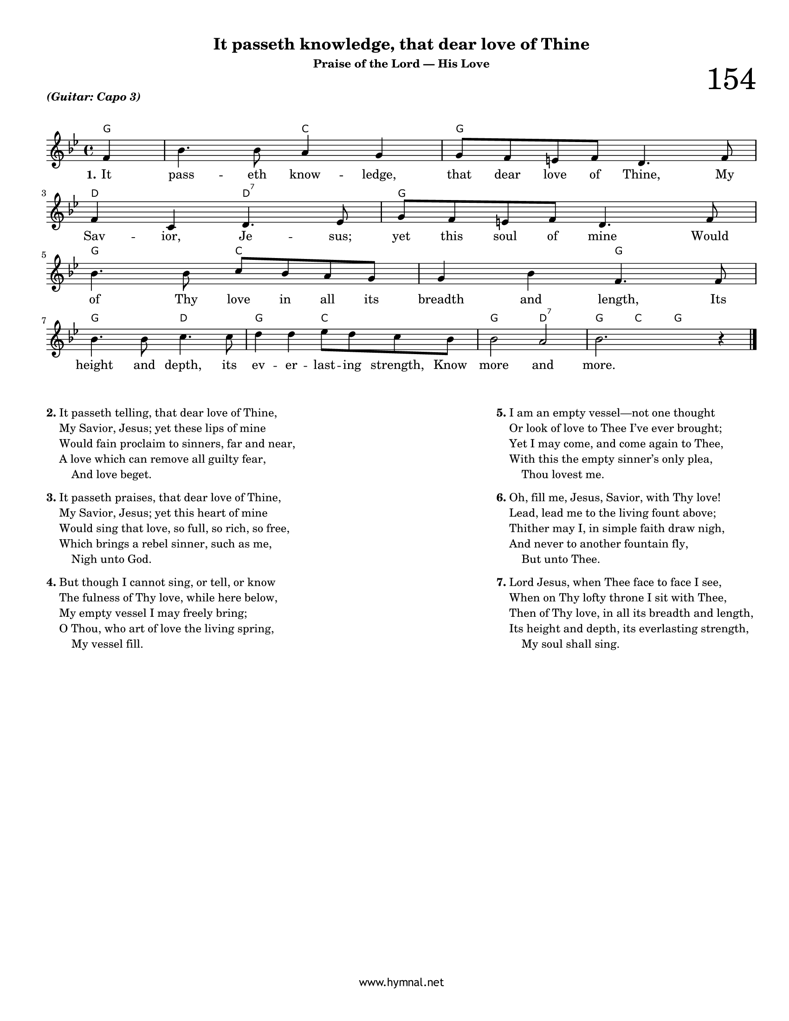 It passeth knowledge, that dear love of Thine
Praise of the Lord — His Love
154
(Guitar: Capo 3)
G C G
1. It pass - eth know - ledge, that dear love of Thine, My
3 D D7 G
Sav - ior, Je - sus; yet this soul of mine Would
5 G C G
of Thy love in all its breadth and length, Its
7 G D G C G D7 G C G
height and depth, its ev - er - last-ing strength, Know more and more.
2. It passeth telling, that dear love of Thine,
My Savior, Jesus; yet these lips of mine
Would fain proclaim to sinners, far and near,
A love which can remove all guilty fear,
And love beget.
3. It passeth praises, that dear love of Thine,
My Savior, Jesus; yet this heart of mine
Would sing that love, so full, so rich, so free,
Which brings a rebel sinner, such as me,
Nigh unto God.
4. But though I cannot sing, or tell, or know
The fulness of Thy love, while here below,
My empty vessel I may freely bring;
O Thou, who art of love the living spring,
My vessel fill.
5. I am an empty vessel—not one thought
Or look of love to Thee I've ever brought;
Yet I may come, and come again to Thee,
With this the empty sinner's only plea,
Thou lovest me.
6. Oh, fill me, Jesus, Savior, with Thy love!
Lead, lead me to the living fount above;
Thither may I, in simple faith draw nigh,
And never to another fountain fly,
But unto Thee.
7. Lord Jesus, when Thee face to face I see,
When on Thy lofty throne I sit with Thee,
Then of Thy love, in all its breadth and length,
Its height and depth, its everlasting strength,
My soul shall sing.
www.hymnal.net